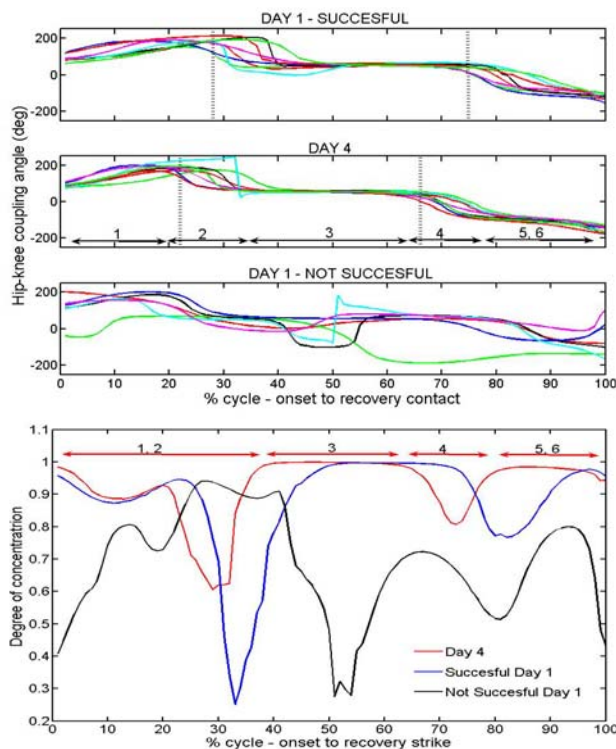 DAY 1 - SUCCESFUL
200
0
-200
DAY 4
200
0
-200
1 2 3 4 5, 6
Hip-knee coupling angle (deg)
DAY 1 - NOT SUCCESFUL
200
0
-200
0 10 20 30 40 50 60 70 80 90 100
% cycle - onset to recovery contact
1.1
1
0.9
0.8
0.7
0.6
0.5
0.4
0.3
0.2
1, 2 3 4 5, 6
Degree of concentration
Day 4
Succesful Day 1
Not Succesful Day 1
0 10 20 30 40 50 60 70 80 90 100
% cycle - onset to recovery strike